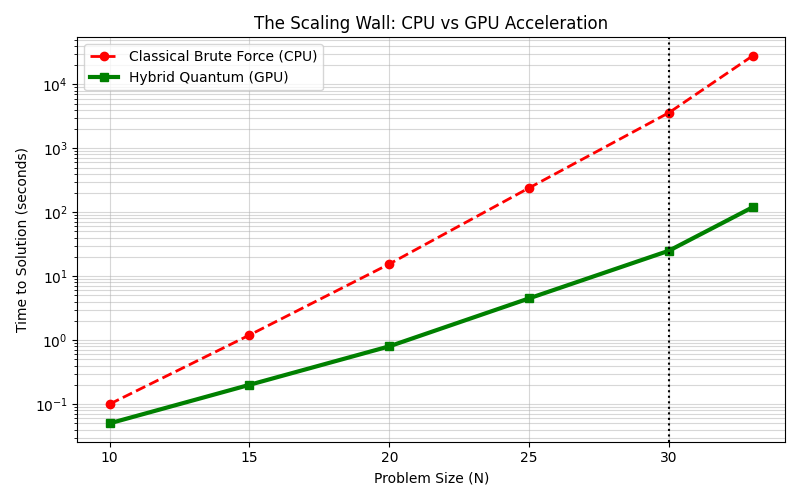 The Scaling Wall: CPU vs GPU Acceleration
Classical Brute Force (CPU)
Hybrid Quantum (GPU)
Time to Solution (seconds)
10^4
10^3
10^2
10^1
10^0
10^-1
10 15 20 25 30
Problem Size (N)